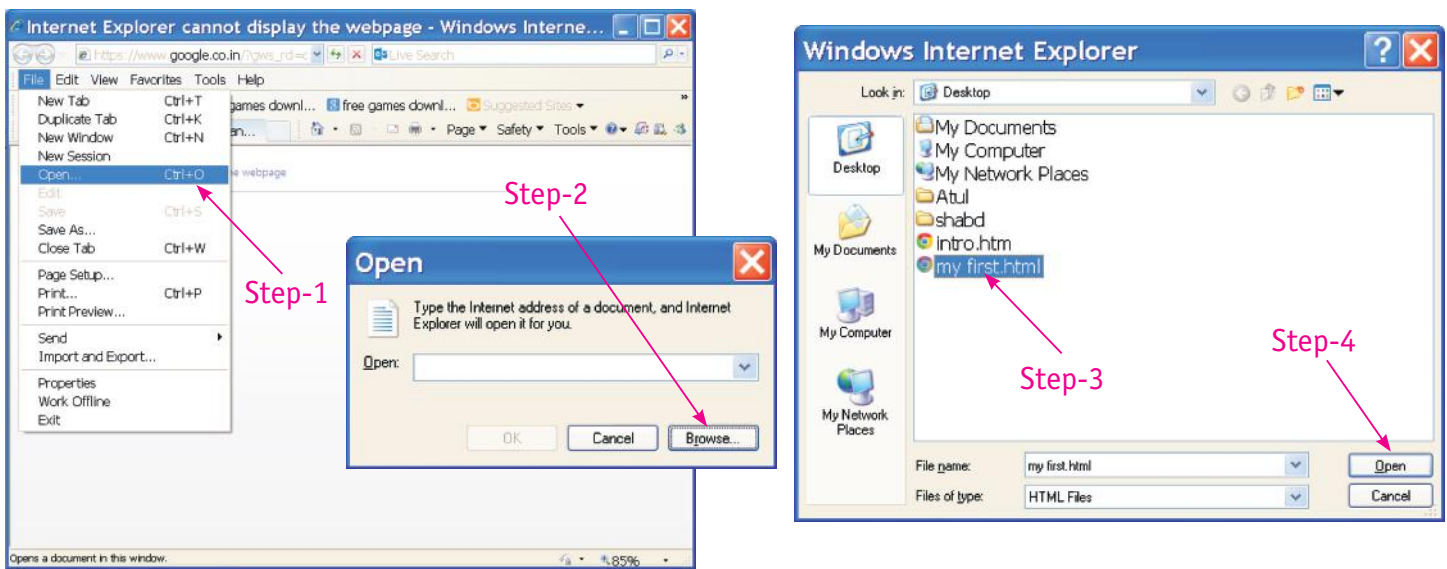 Internet Explorer cannot display the webpage - Windows Interne...
https://www.google.co.in/?gws_rd=c
Live Search
File Edit View Favorites Tools Help
New Tab Ctrl+T
Duplicate Tab Ctrl+K
New Window Ctrl+N
New Session
Open... Ctrl+O
Edit
Save Ctrl+S
Save As...
Close Tab Ctrl+W
Page Setup...
Print... Ctrl+P
Print Preview...
Send
Import and Export...
Properties
Work Offline
Exit
games downl... free games downl... Suggested Sites
an... Page Safety Tools
webpage
Step-1
Step-2
Open
Type the Internet address of a document, and Internet
Explorer will open it for you.
Open:
OK Cancel Browse...
Opens a document in this window.
85%
Windows Internet Explorer
Look in: Desktop
Desktop
My Documents
My Computer
My Network
Places
My Documents
My Computer
My Network Places
Atul
shabd
intro.htm
my first.html
Step-3
Step-4
File name: my first.html Open
Files of type: HTML Files Cancel